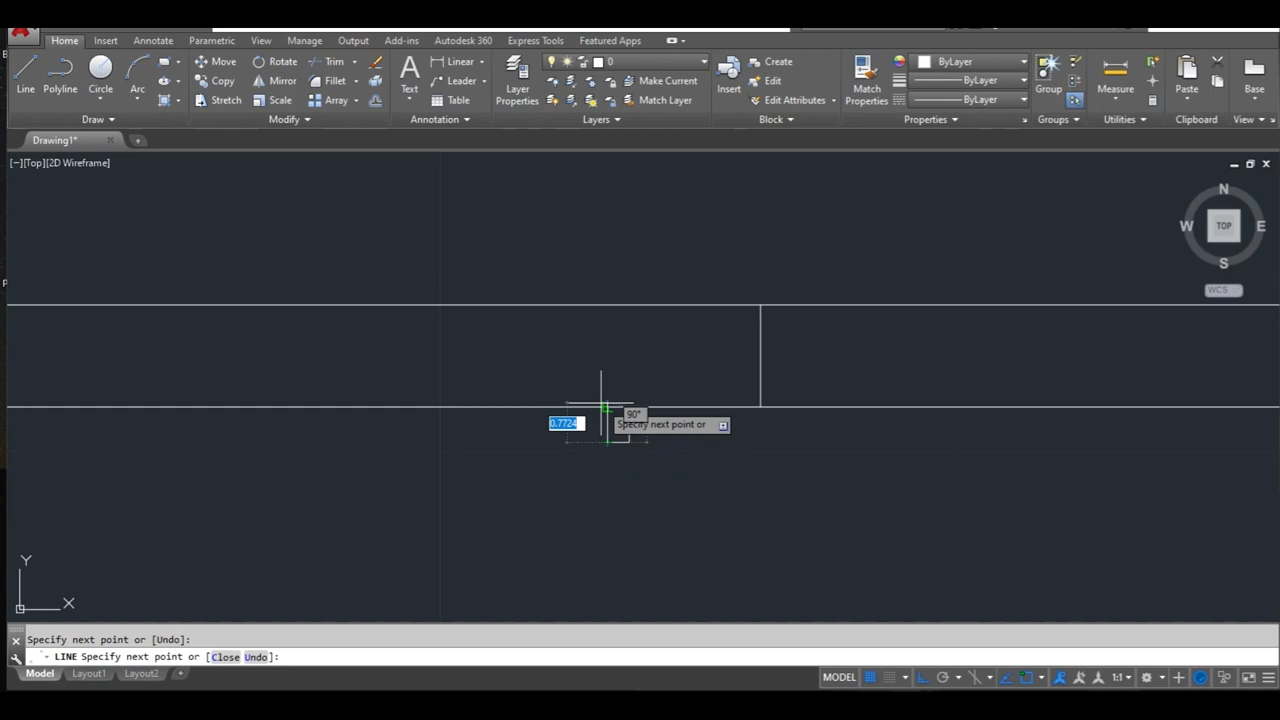 Home Insert Annotate Parametric View Manage Output Add-ins Autodesk 360 Express Tools Featured Apps
Move Rotate Trim Linear 0 Create ByLayer
Copy Mirror Fillet Leader Make Current Edit ByLayer
Line Polyline Circle Arc Text Layer Properties Insert Match Properties Group Measure Paste Base
Stretch Scale Array Table Match Layer Edit Attributes ByLayer
Draw Modify Annotation Layers Block Properties Groups Utilities Clipboard View
Drawing1*
[−][Top][2D Wireframe]
N
W TOP E
S
WCS
90°
0.7724 Specify next point or
Y
X
Specify next point or [Undo]:
LINE Specify next point or [Close Undo]:
Model Layout1 Layout2 + MODEL 1:1